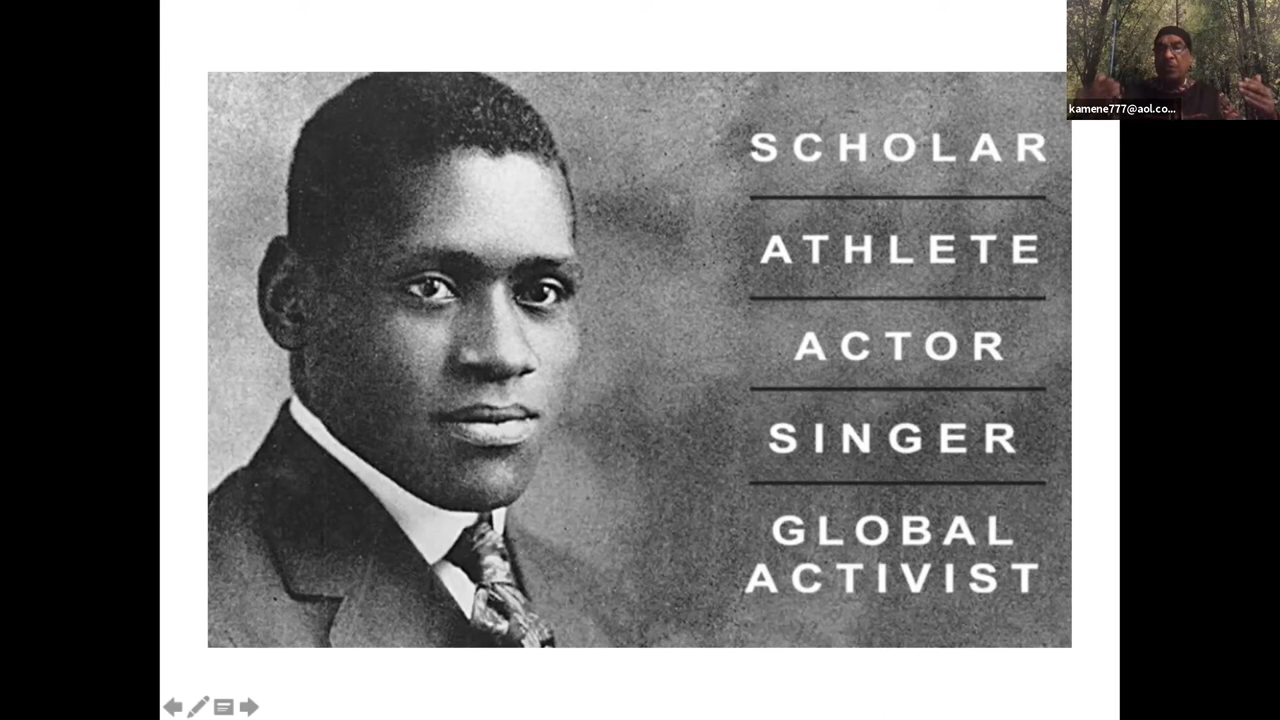 SCHOLAR
ATHLETE
ACTOR
SINGER
GLOBAL
ACTIVIST
kamene777@aol.co...